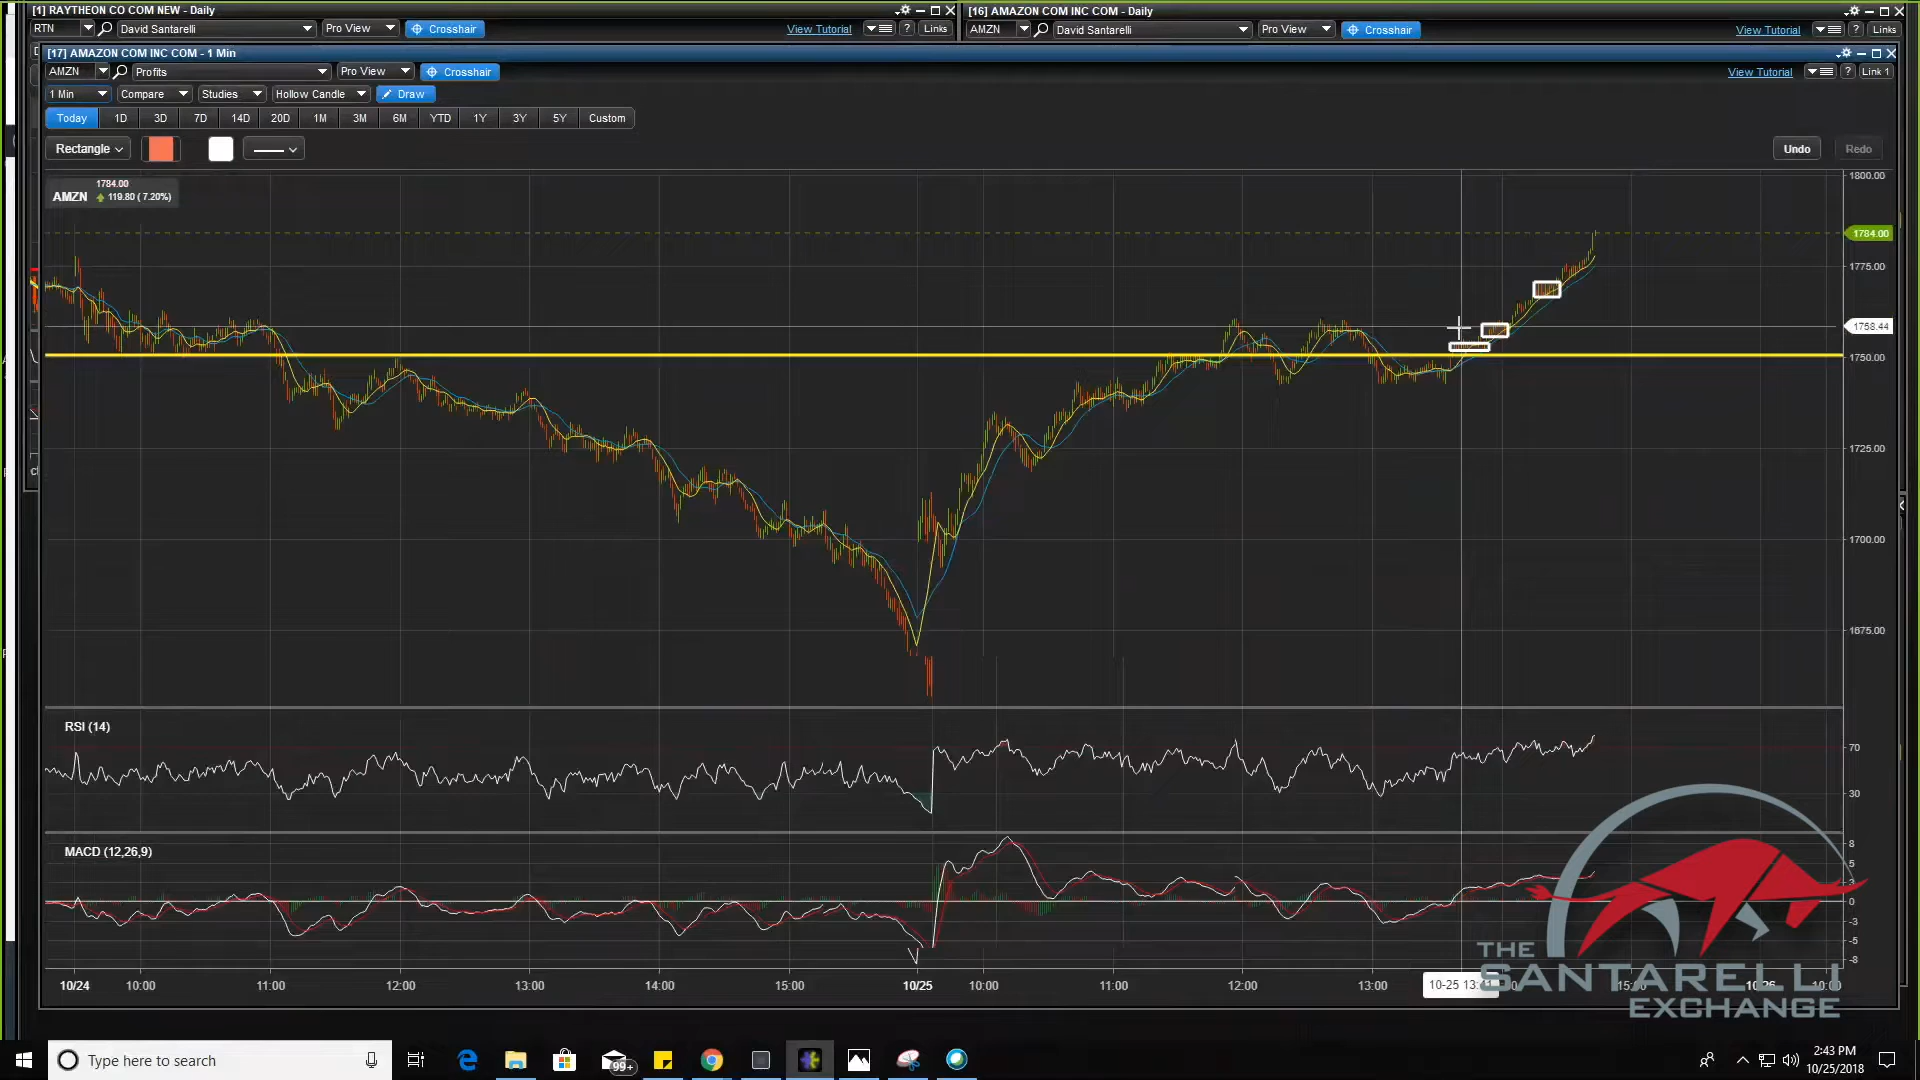 [1] RAYTHEON CO COM NEW - Daily
[16] AMAZON COM INC COM - Daily
RTN David Santarelli Pro View Crosshair View Tutorial ? Links
AMZN David Santarelli Pro View Crosshair View Tutorial ? Links
[17] AMAZON COM INC COM - 1 Min
AMZN Profits Pro View Crosshair View Tutorial ? Link 1
1 Min Compare Studies Hollow Candle Draw
Today 1D 3D 7D 14D 20D 1M 3M 6M YTD 1Y 3Y 5Y Custom
Rectangle Undo Redo
1800.00
AMZN 1784.00
119.80 (7.20%)
1784.00
1775.00
1758.44
1750.00
1725.00
1700.00
1675.00
RSI (14)
70
30
MACD (12,26,9)
8
5
3
0
-3
-5
-8
10/24 10:00 11:00 12:00 13:00 14:00 15:00 10/25 10:00 11:00 12:00 13:00 10-25 10/26 10:00
THE
SANTARELLI
EXCHANGE
Type here to search
99+
2:43 PM
10/25/2018